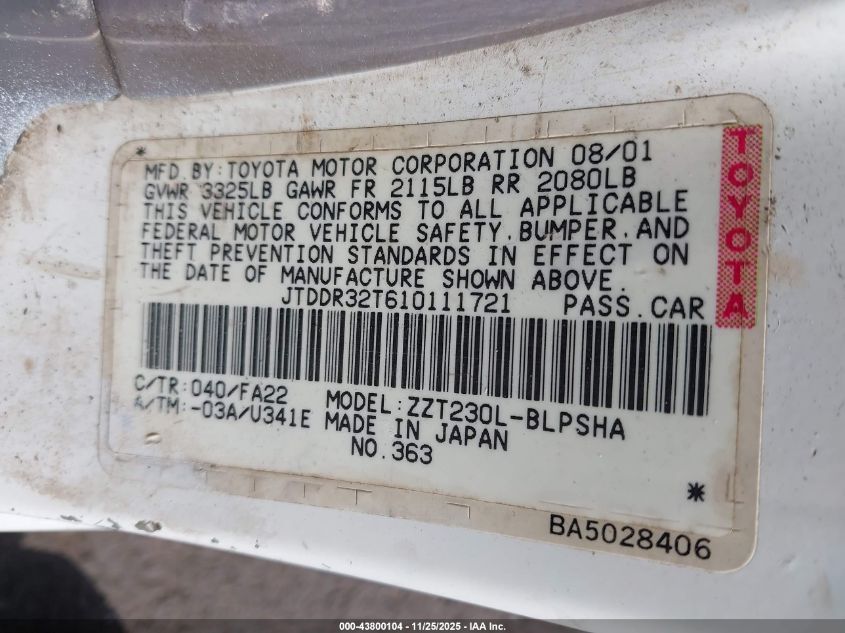 MFD. BY: TOYOTA MOTOR CORPORATION 08/01
GVWR 3325LB GAWR FR 2115LB RR 2080LB
THIS VEHICLE CONFORMS TO ALL APPLICABLE
FEDERAL MOTOR VEHICLE SAFETY, BUMPER, AND
THEFT PREVENTION STANDARDS IN EFFECT ON
THE DATE OF MANUFACTURE SHOWN ABOVE.
JTDDR32T610111721 PASS. CAR
TOYOTA
C/TR: 040/FA22 MODEL: ZZT230L-BLPSHA
A/TM: -03A/U341E MADE IN JAPAN
NO. 363
BA5028406
000-43800104 - 11/25/2025 - IAA Inc.